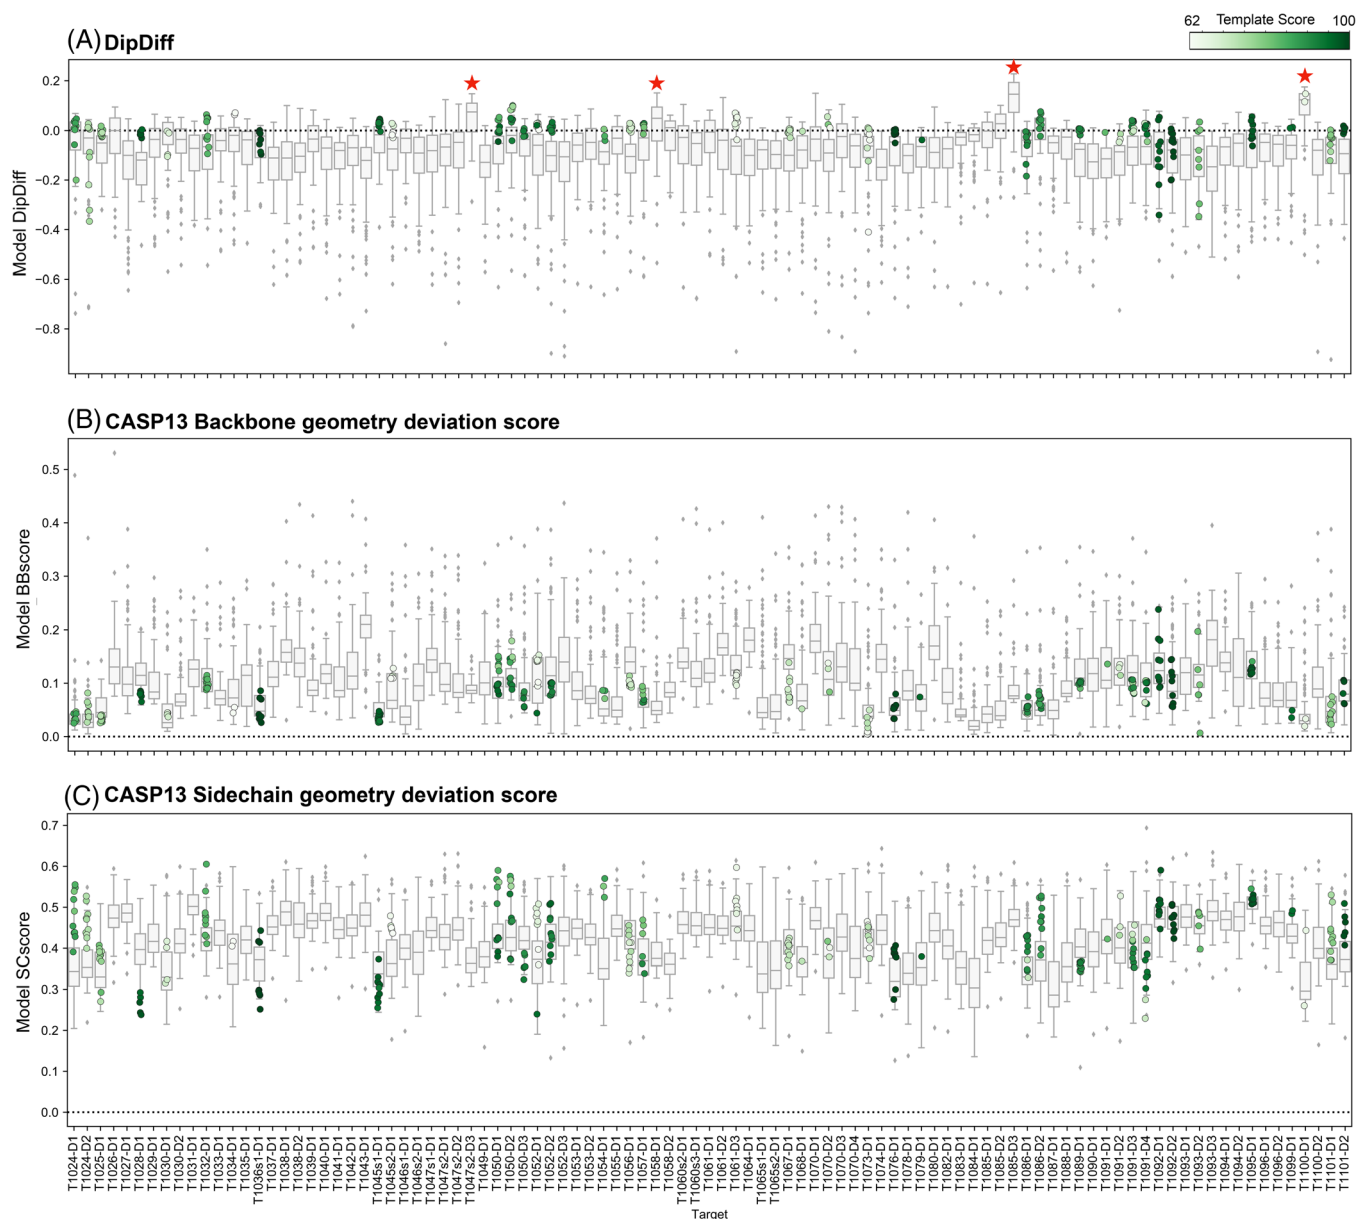 62 Template Score 100
(A) DipDiff
0.2
0.0
−0.2
−0.4
−0.6
−0.8
Model DipDiff
(B) CASP13 Backbone geometry deviation score
0.5
0.4
0.3
0.2
0.1
0.0
Model BBscore
(C) CASP13 Sidechain geometry deviation score
0.7
0.6
0.5
0.4
0.3
0.2
0.1
0.0
Model SCscore
T1024-D1
T1024-D2
T1025-D1
T1026-D1
T1027-D1
T1028-D1
T1029-D1
T1030-D1
T1030-D2
T1031-D1
T1032-D1
T1033-D1
T1034-D1
T1035-D1
T1036s1-D1
T1037-D1
T1038-D1
T1038-D2
T1039-D1
T1040-D1
T1041-D1
T1042-D1
T1043-D1
T1045s1-D1
T1045s2-D1
T1046s1-D1
T1046s2-D1
T1047s1-D1
T1047s2-D1
T1047s2-D2
T1047s2-D3
T1049-D1
T1050-D1
T1050-D2
T1050-D3
T1052-D1
T1052-D2
T1052-D3
T1053-D1
T1053-D2
T1054-D1
T1055-D1
T1056-D1
T1057-D1
T1058-D1
T1058-D2
T1060s2-D1
T1060s3-D1
T1061-D1
T1061-D2
T1061-D3
T1064-D1
T1065s1-D1
T1065s2-D1
T1067-D1
T1068-D1
T1070-D1
T1070-D2
T1070-D3
T1070-D4
T1073-D1
T1074-D1
T1076-D1
T1078-D1
T1079-D1
T1080-D1
T1082-D1
T1083-D1
T1084-D1
T1085-D1
T1085-D2
T1085-D3
T1086-D1
T1086-D2
T1087-D1
T1088-D1
T1089-D1
T1090-D1
T1091-D1
T1091-D2
T1091-D3
T1091-D4
T1092-D1
T1092-D2
T1093-D1
T1093-D2
T1093-D3
T1094-D1
T1094-D2
T1095-D1
T1096-D1
T1096-D2
T1099-D1
T1100-D1
T1100-D2
T1101-D1
T1101-D2
Target